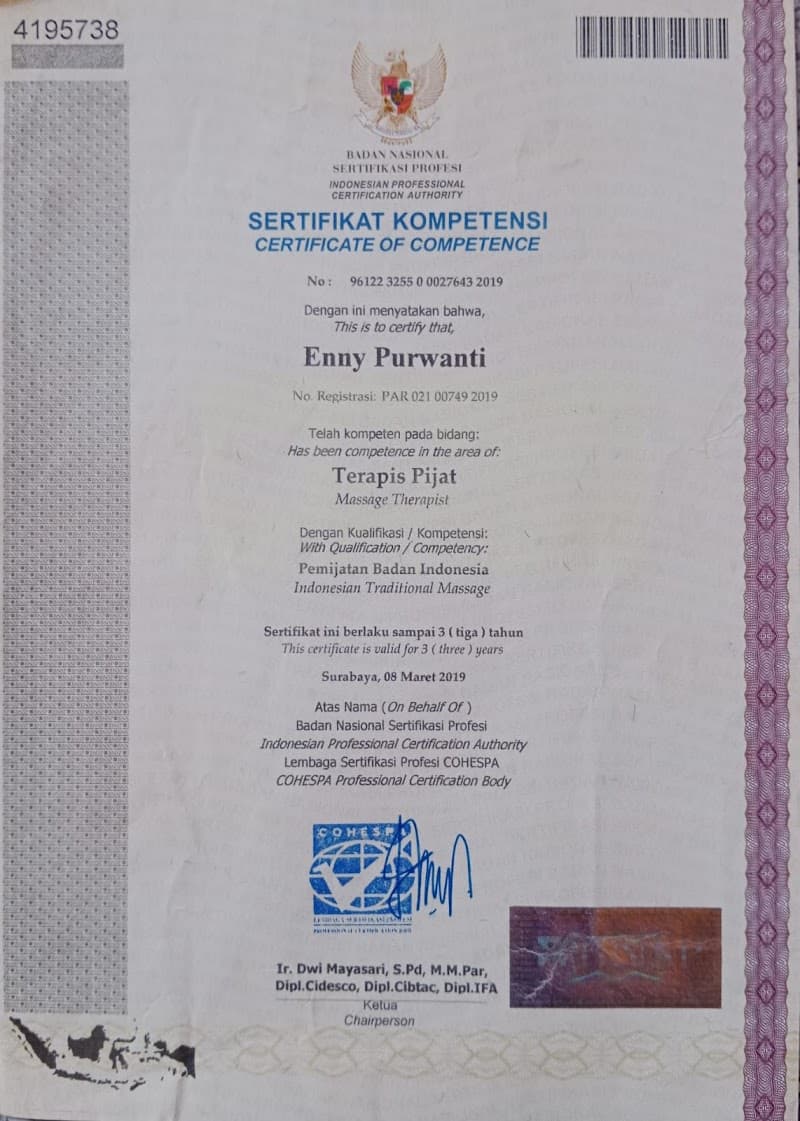 4195738
BADAN NASIONAL
SERTIFIKASI PROFESI
INDONESIAN PROFESSIONAL
CERTIFICATION AUTHORITY
SERTIFIKAT KOMPETENSI
CERTIFICATE OF COMPETENCE
No : 96122 3255 0 0027643 2019
Dengan ini menyatakan bahwa,
This is to certify that,
Enny Purwanti
No. Registrasi: PAR 021 00749 2019
Telah kompeten pada bidang:
Has been competence in the area of:
Terapis Pijat
Massage Therapist
Dengan Kualifikasi / Kompetensi:
With Qualification / Competency:
Pemijatan Badan Indonesia
Indonesian Traditional Massage
Sertifikat ini berlaku sampai 3 ( tiga ) tahun
This certificate is valid for 3 ( three ) years
Surabaya, 08 Maret 2019
Atas Nama (On Behalf Of )
Badan Nasional Sertifikasi Profesi
Indonesian Professional Certification Authority
Lembaga Sertifikasi Profesi COHESPA
COHESPA Professional Certification Body
COHESP
LEMBAGA SERTIFIKASI PROFESI
Ir. Dwi Mayasari, S.Pd, M.M.Par,
Dipl.Cidesco, Dipl.Cibtac, Dipl.IFA
Ketua
Chairperson